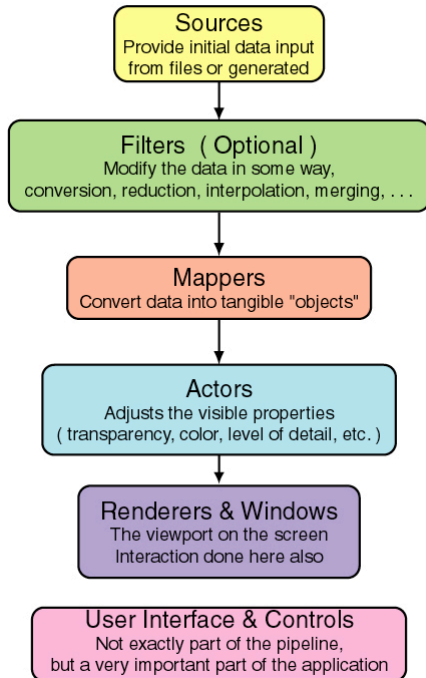 Sources
Provide initial data input
from files or generated
Filters ( Optional )
Modify the data in some way,
conversion, reduction, interpolation, merging, . . .
Mappers
Convert data into tangible "objects"
Actors
Adjusts the visible properties
( transparency, color, level of detail, etc. )
Renderers & Windows
The viewport on the screen
Interaction done here also
User Interface & Controls
Not exactly part of the pipeline,
but a very important part of the application